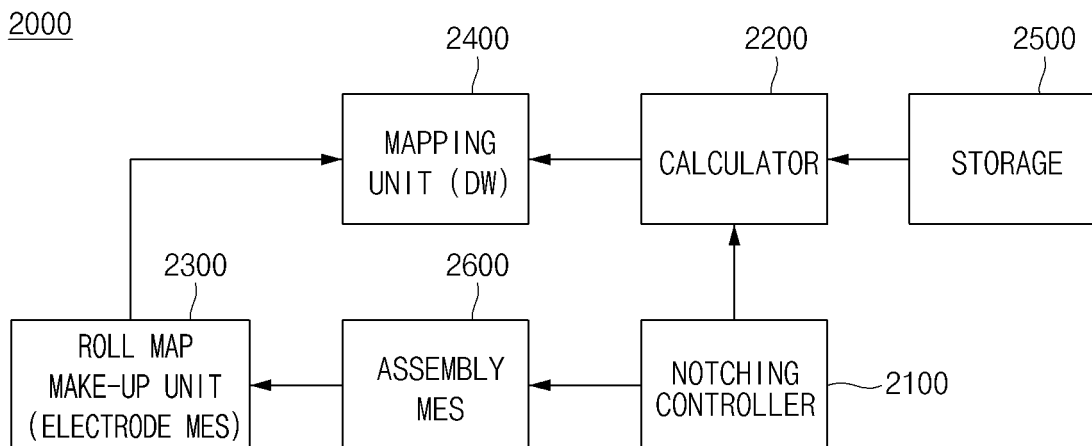 2000
2400
2200
2500
MAPPING
UNIT (DW)
CALCULATOR
STORAGE
2300
2600
ROLL MAP
MAKE-UP UNIT
(ELECTRODE MES)
ASSEMBLY
MES
NOTCHING
CONTROLLER
2100